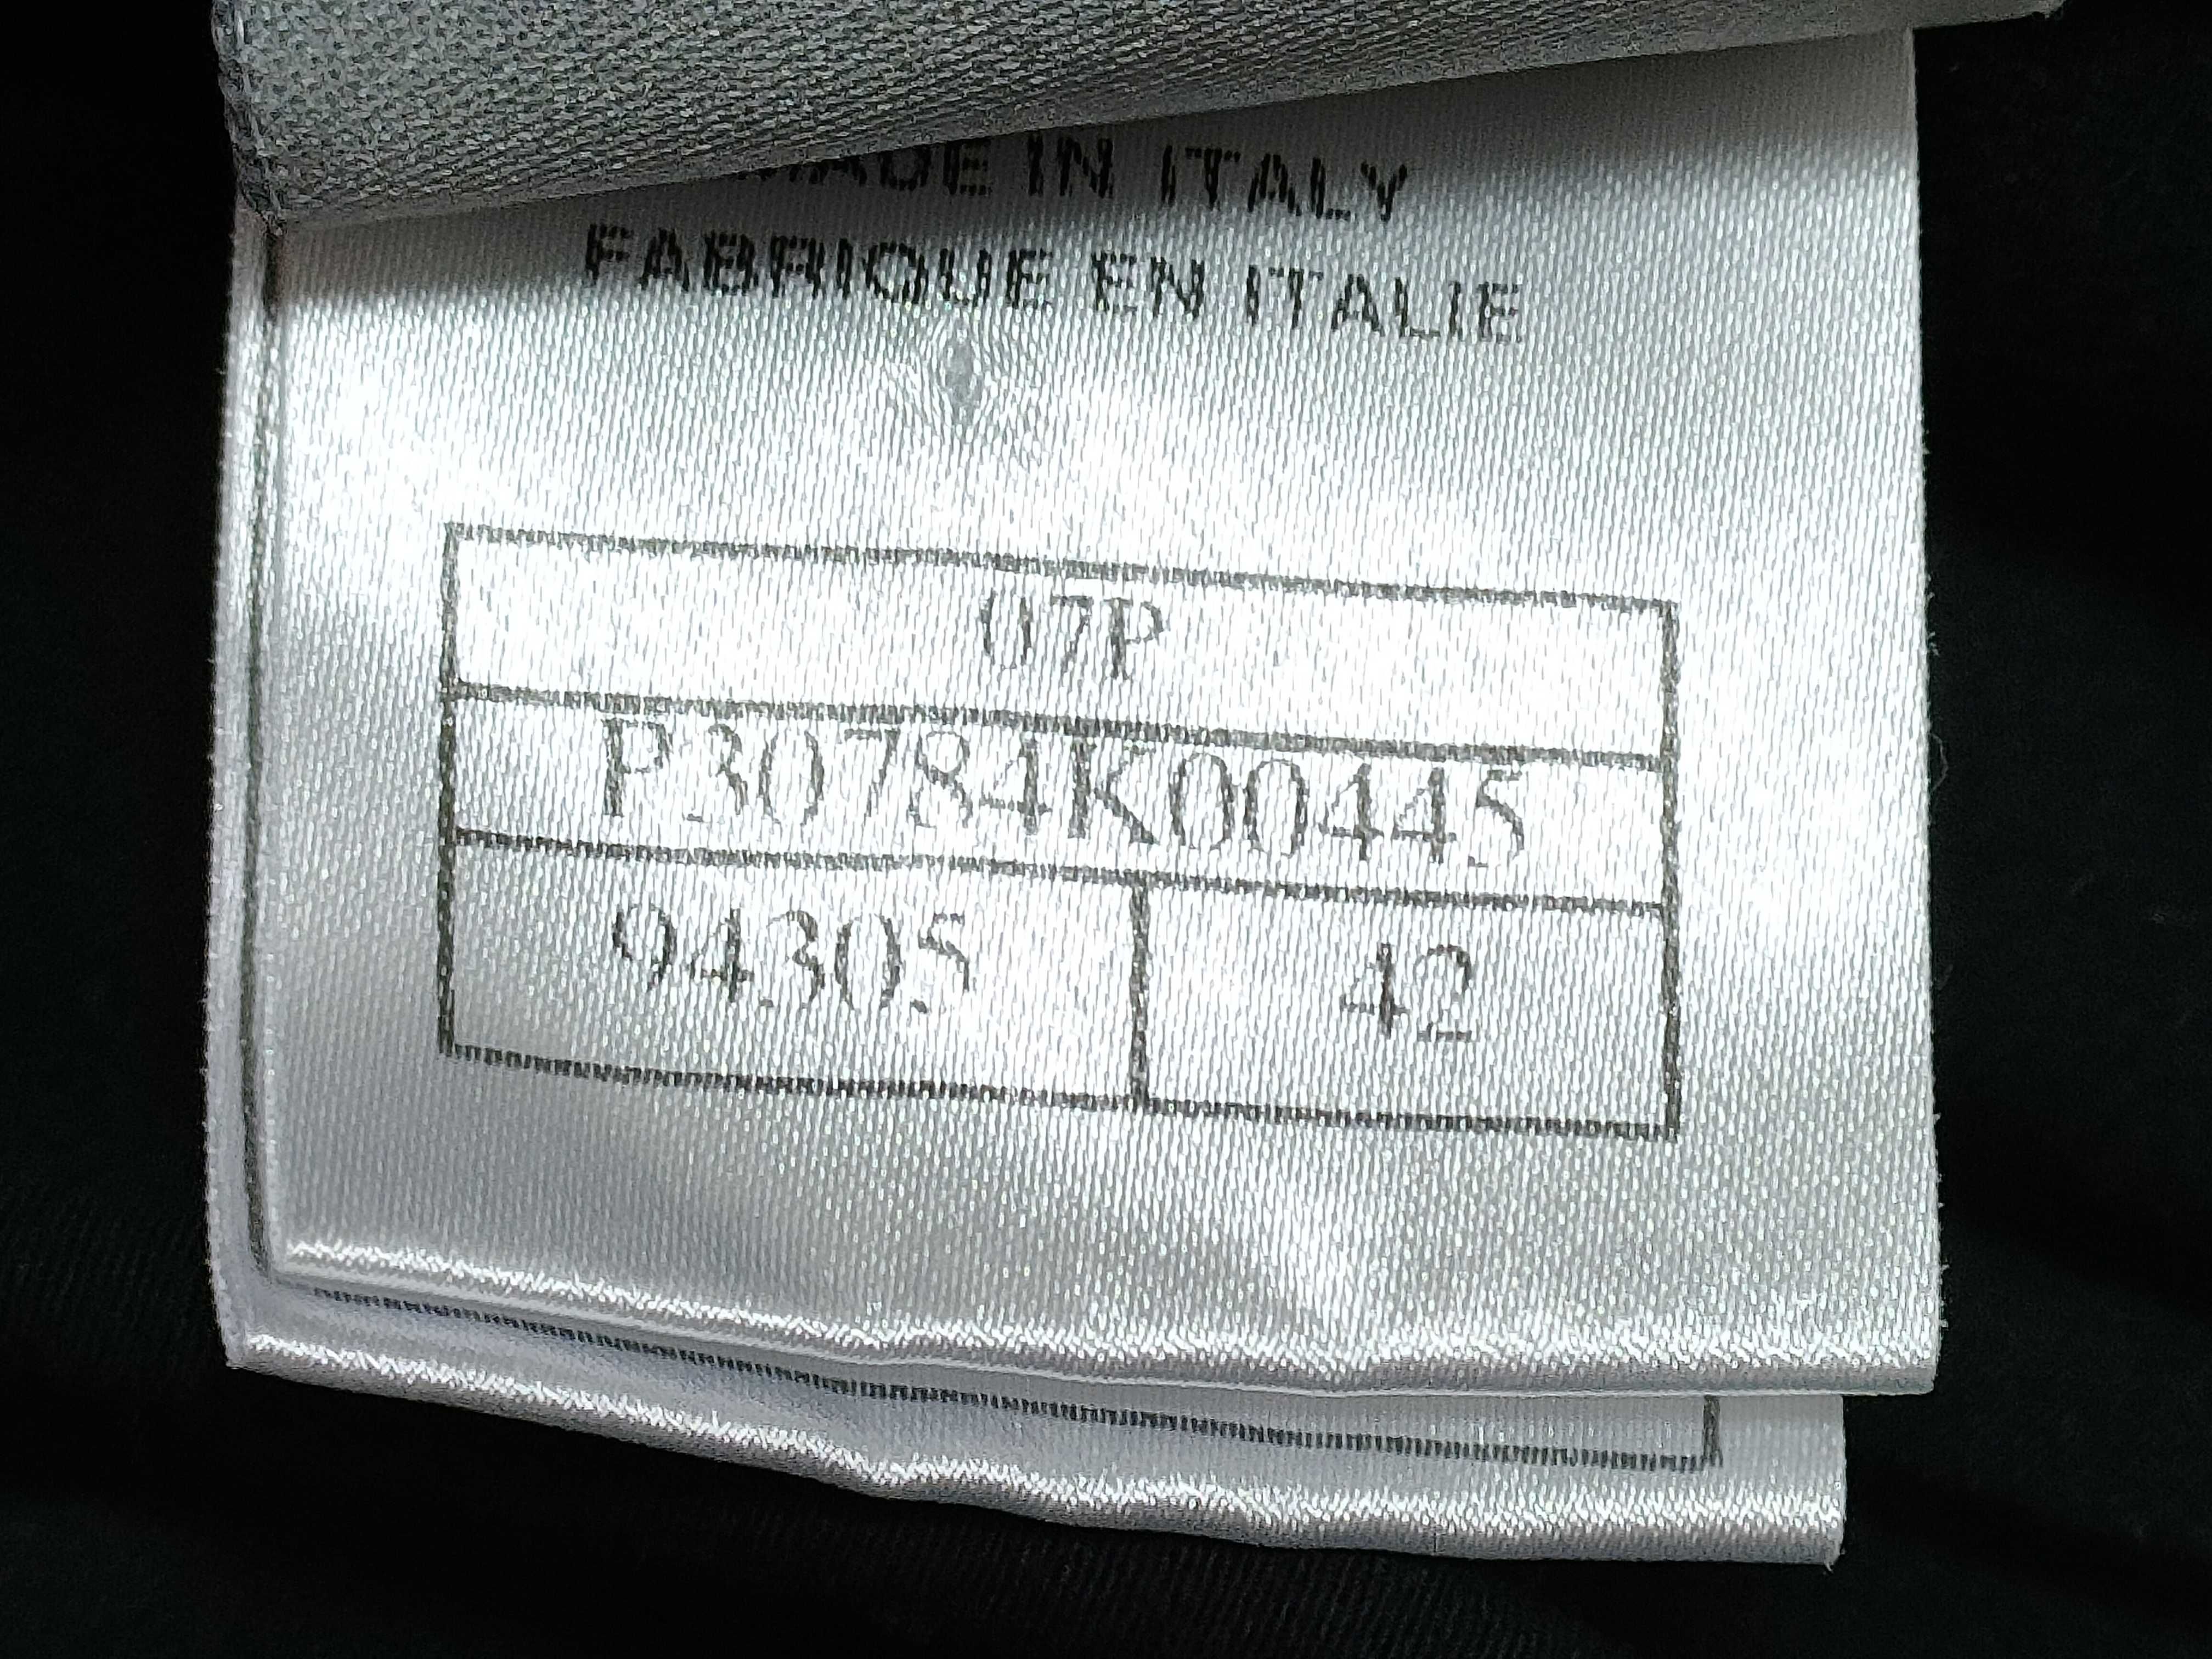 MADE IN ITALY
FABRIQUE EN ITALIE
07P
P30784K00445
94305 42